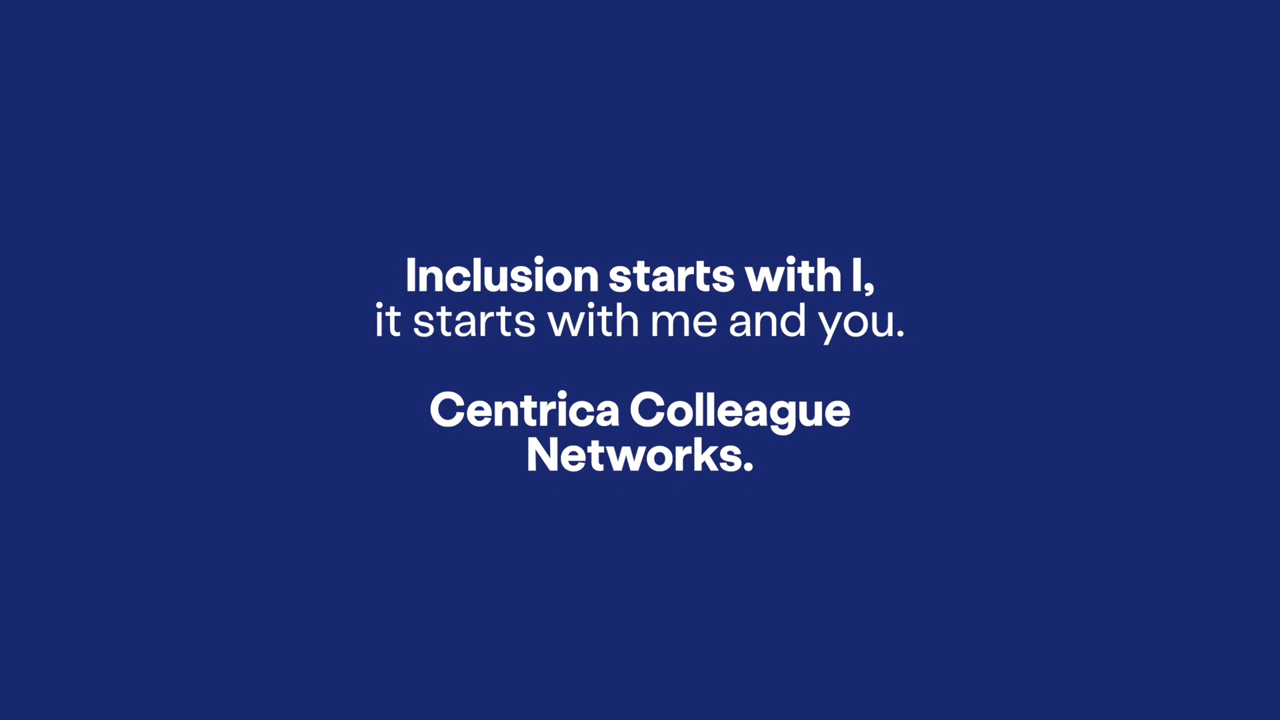 Inclusion starts with I,
it starts with me and you.
Centrica Colleague
Networks.